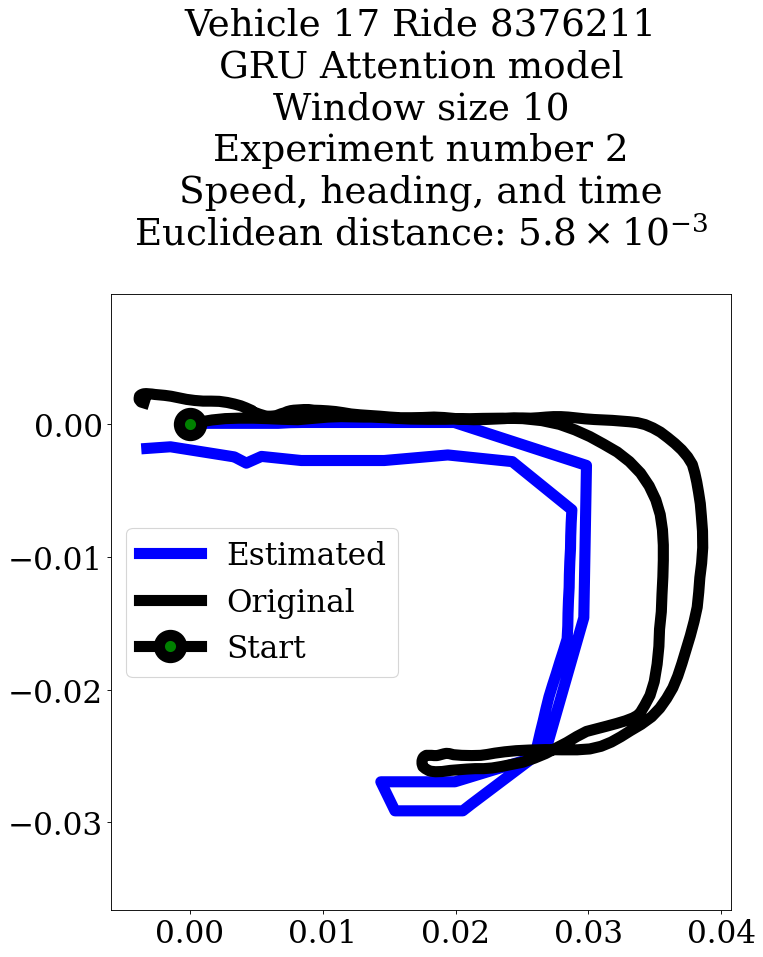 Vehicle 17 Ride 8376211
GRU Attention model
Window size 10
Experiment number 2
Speed, heading, and time
Euclidean distance: 5.8 × 10⁻³
0.00
−0.01
−0.02
−0.03
Estimated
Original
Start
0.00 0.01 0.02 0.03 0.04